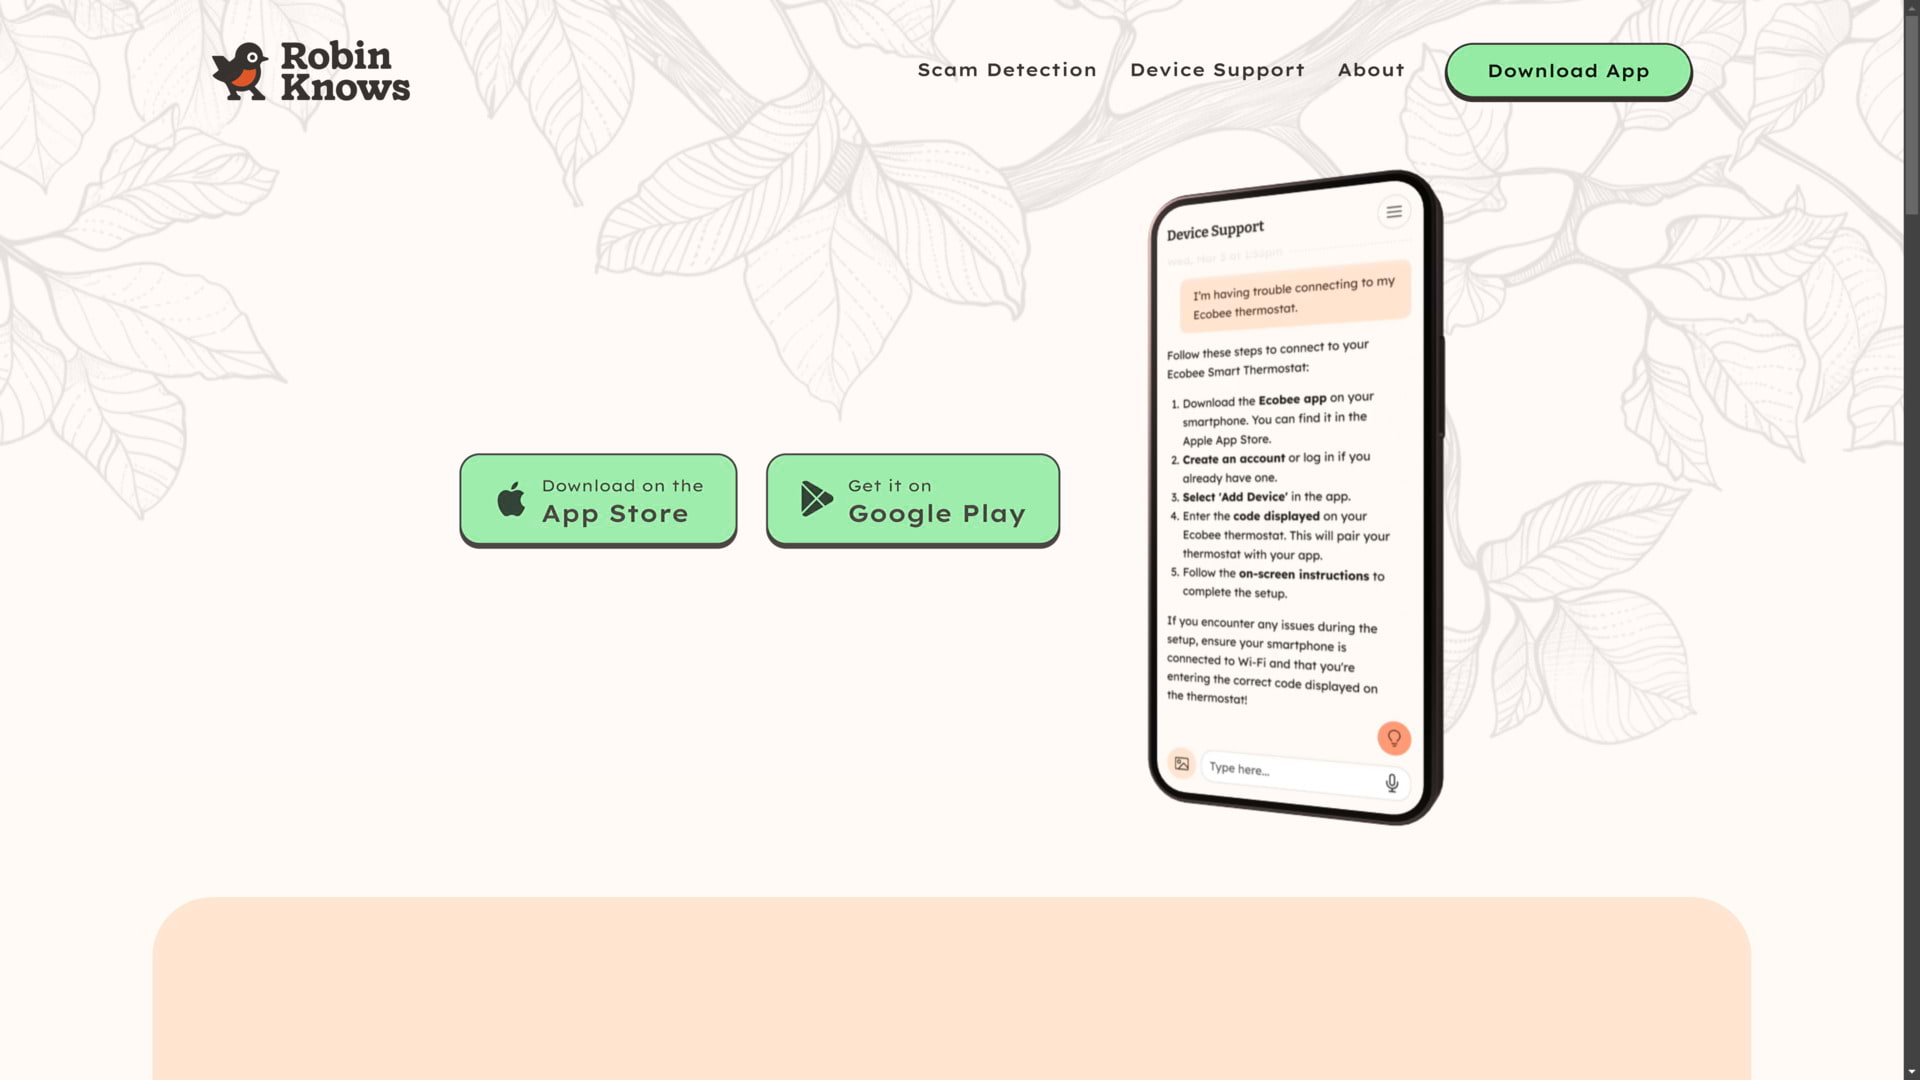 Robin
Knows
Scam Detection
Device Support
About
Download App
Download on the
App Store
Get it on
Google Play
Device Support
Wed, Mar 5 at 1:53pm
I'm having trouble connecting to my
Ecobee thermostat.
Follow these steps to connect to your
Ecobee Smart Thermostat:
1. Download the Ecobee app on your
smartphone. You can find it in the
Apple App Store.
2. Create an account or log in if you
already have one.
3. Select 'Add Device' in the app.
4. Enter the code displayed on your
Ecobee thermostat. This will pair your
thermostat with your app.
5. Follow the on-screen instructions to
complete the setup.
If you encounter any issues during the
setup, ensure your smartphone is
connected to Wi-Fi and that you're
entering the correct code displayed on
the thermostat!
Type here...